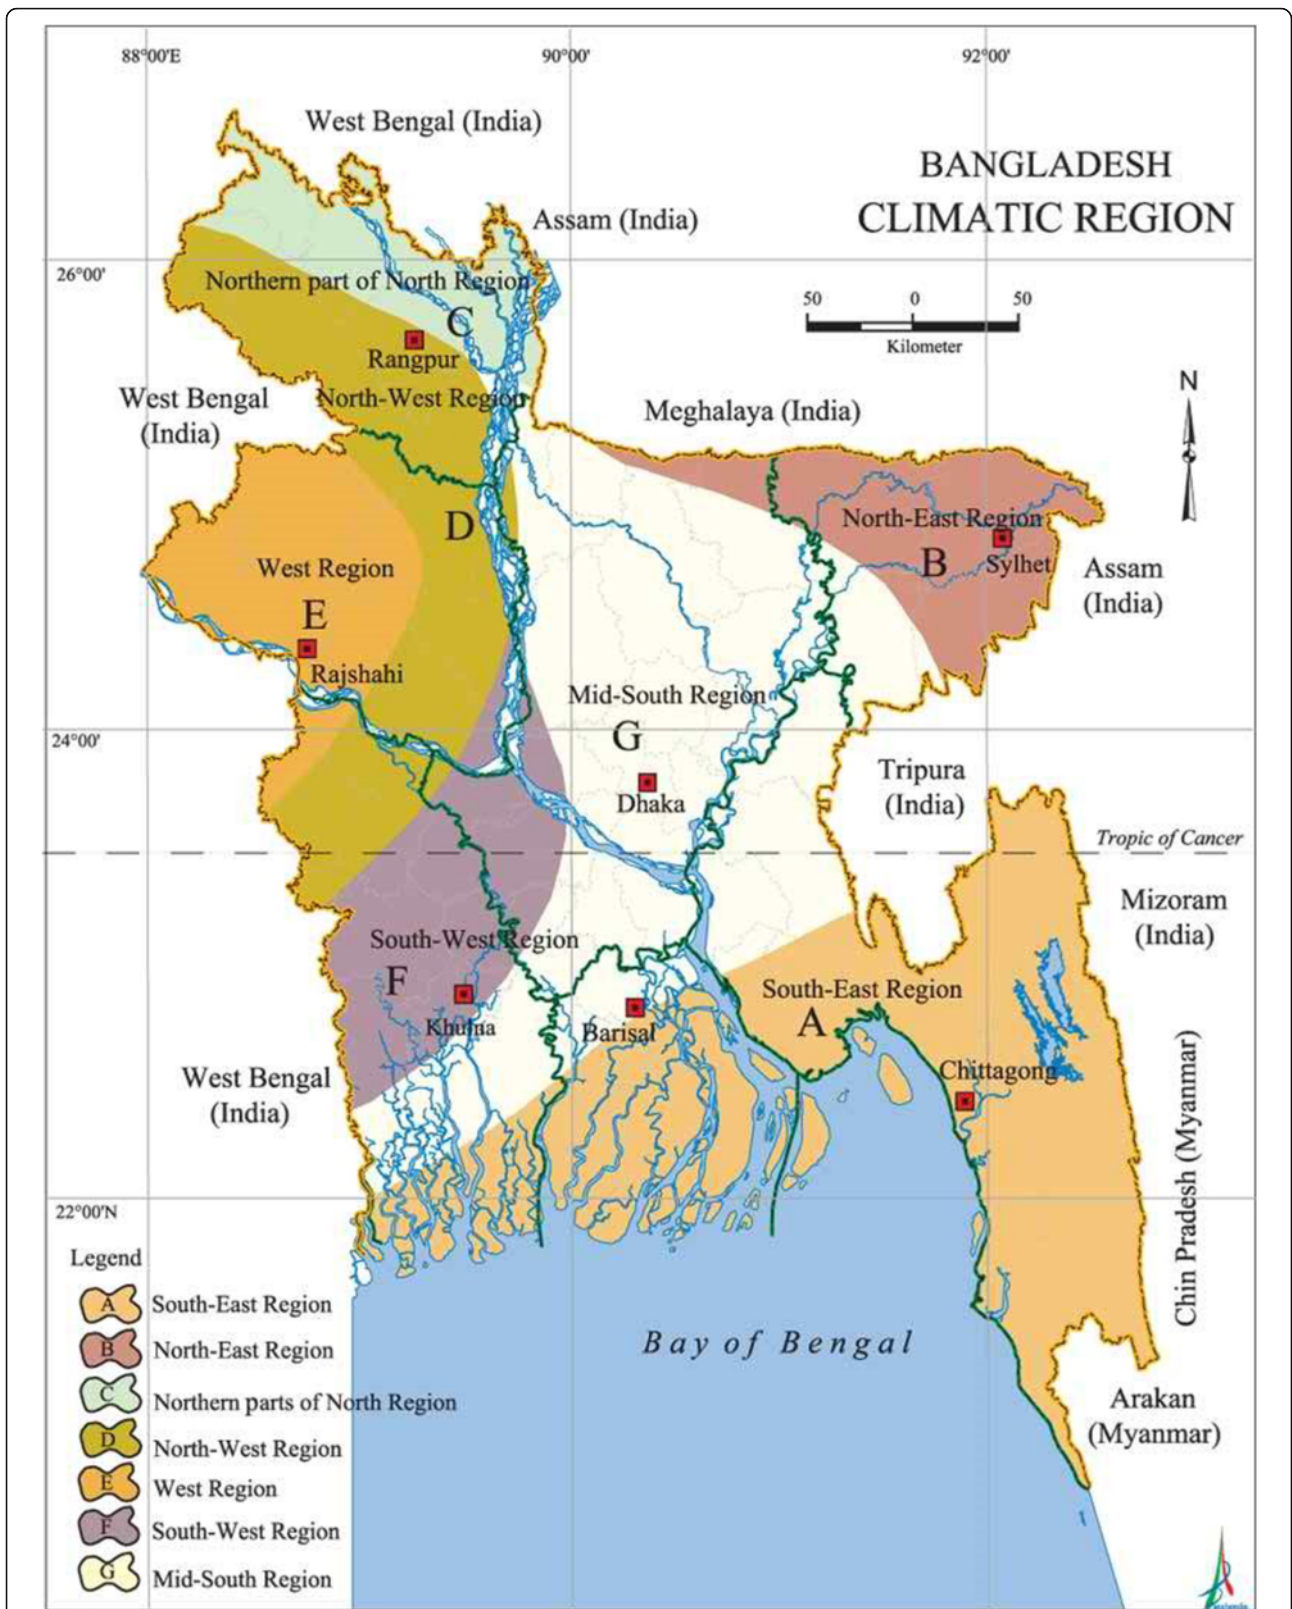 88°00'E
90°00'
92°00'
West Bengal (India)
BANGLADESH
CLIMATIC REGION
Assam (India)
26°00'
Northern part of North Region
50
0
50
Kilometer
C
Rangpur
N
West Bengal
(India)
North-West Region
Meghalaya (India)
D
North-East Region
B
Sylhet
Assam
(India)
West Region
E
Rajshahi
Mid-South Region
G
24°00'
Dhaka
Tripura
(India)
Tropic of Cancer
Mizoram
(India)
South-West Region
F
Khulna
Barisal
South-East Region
A
Chittagong
West Bengal
(India)
Chin Pradesh (Myanmar)
22°00'N
Legend
A South-East Region
B North-East Region
C Northern parts of North Region
D North-West Region
E West Region
F South-West Region
G Mid-South Region
Bay of Bengal
Arakan
(Myanmar)